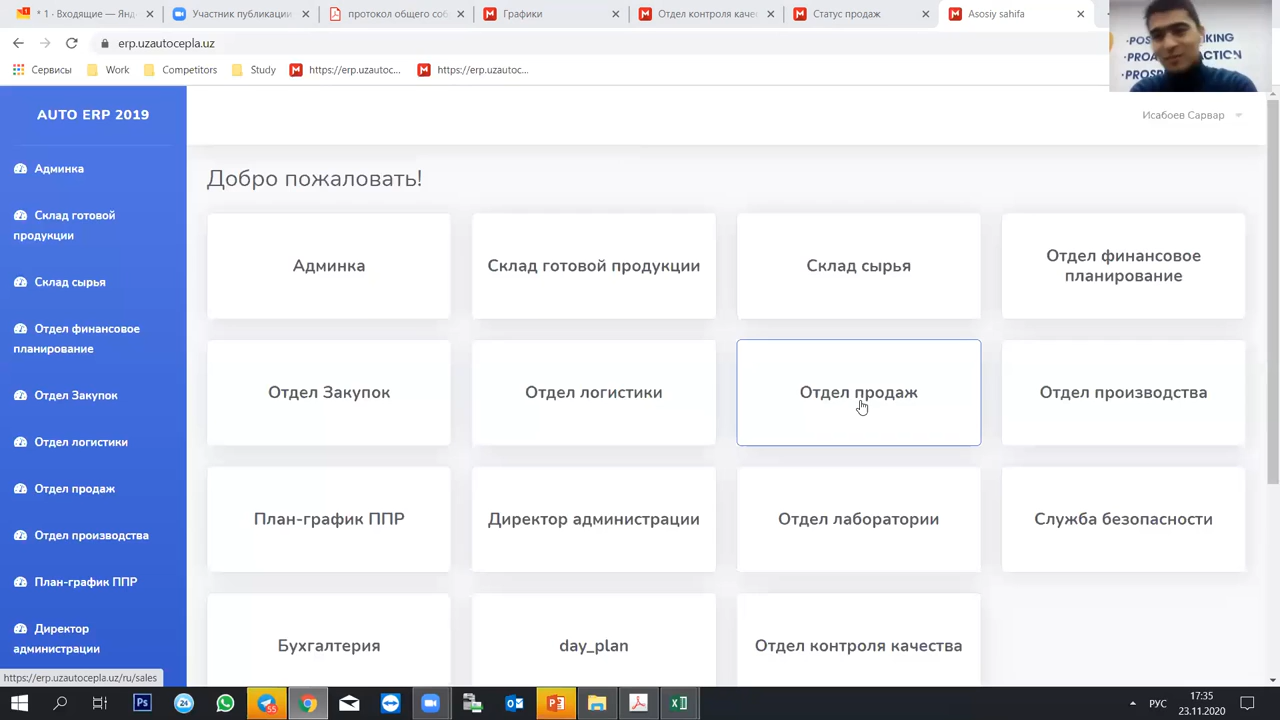 * 1 · Входящие — Янд
Участник публикации
протокол общего соб
Графики
Отдел контроля качес
Статус продаж
Asosiy sahifa
erp.uzautocepla.uz
Сервисы
Work
Competitors
Study
https://erp.uzautoc...
https://erp.uzautoc...
AUTO ERP 2019
Исабоев Сарвар
Админка
Склад готовой
продукции
Склад сырья
Отдел финансовое
планирование
Отдел Закупок
Отдел логистики
Отдел продаж
Отдел производства
План-график ППР
Директор
администрации
Добро пожаловать!
Админка
Склад готовой продукции
Склад сырья
Отдел финансовое
планирование
Отдел Закупок
Отдел логистики
Отдел продаж
Отдел производства
План-график ППР
Директор администрации
Отдел лаборатории
Служба безопасности
Бухгалтерия
day_plan
Отдел контроля качества
https://erp.uzautocepla.uz/ru/sales
РУС
17:35
23.11.2020